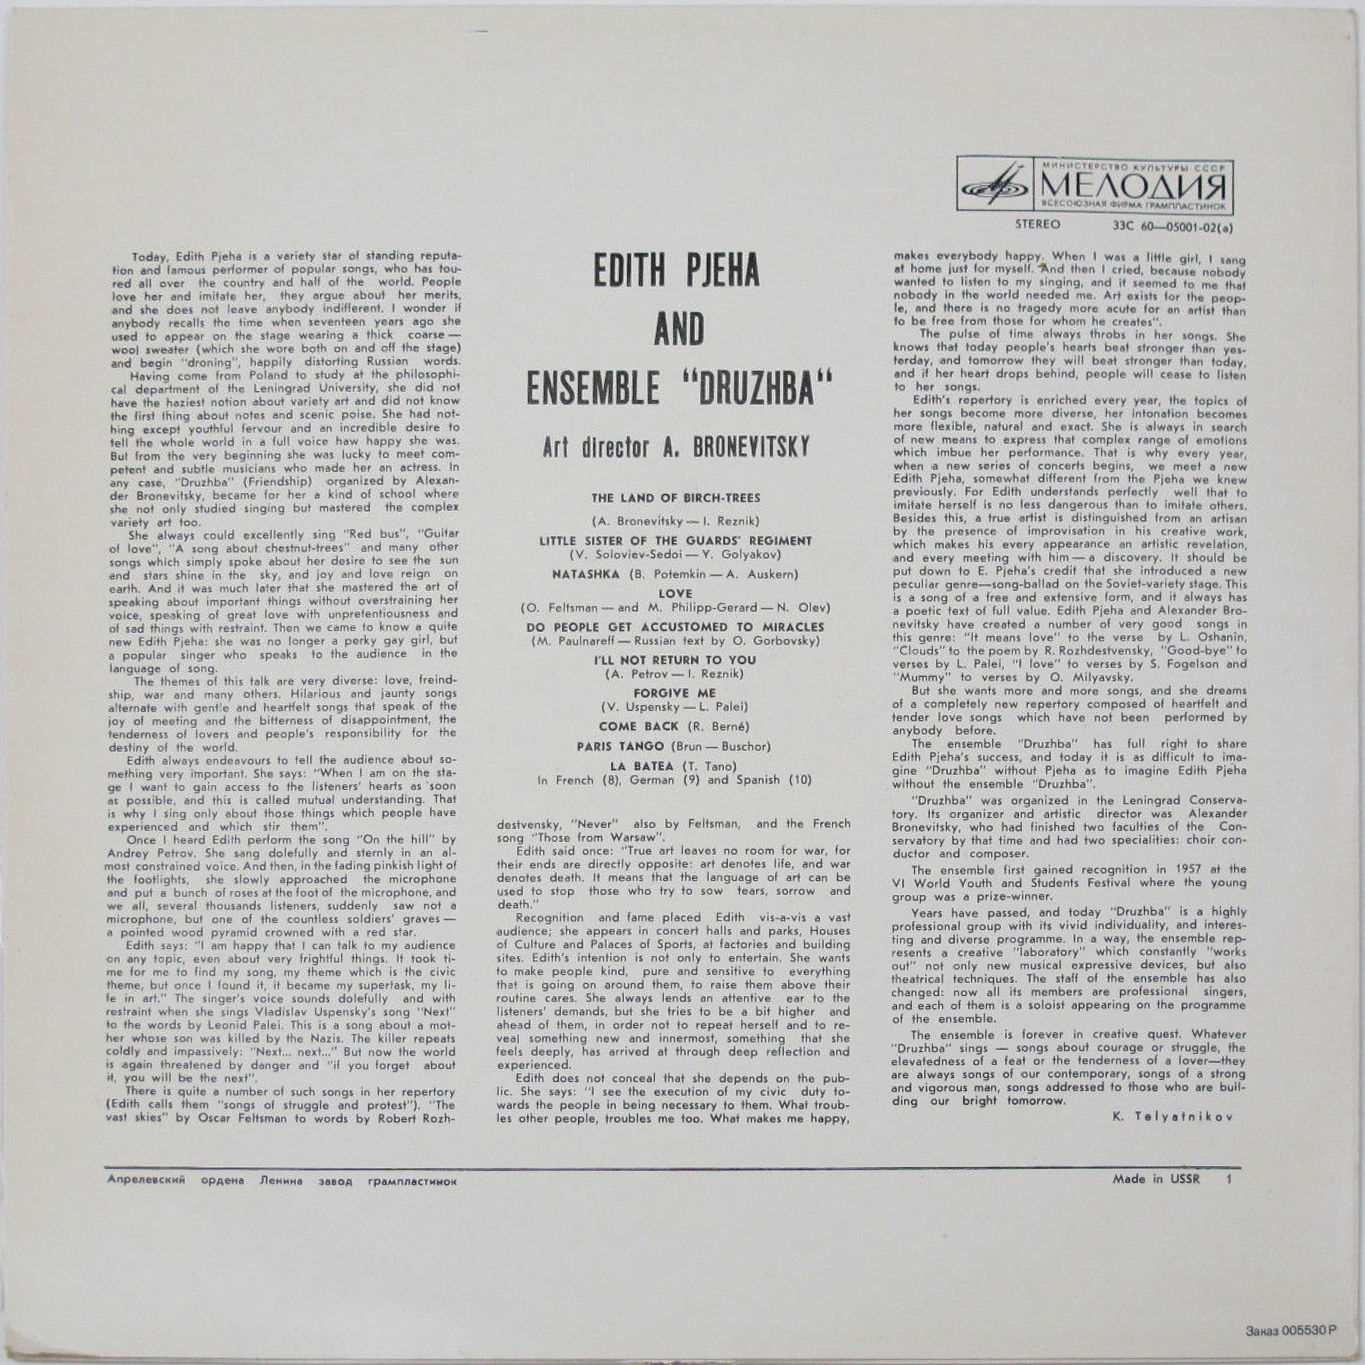 МИНИСТЕРСТВО КУЛЬТУРЫ СССР
МЕЛОДИЯ
ВСЕСОЮЗНАЯ ФИРМА ГРАМПЛАСТИНОК
STEREO 33С 60—05001-02(а)
Today, Edith Pjeha is a variety star of standing reputa-
tion and famous performer of popular songs, who has tou-
red all over the country and half of the world. People
love her and imitate her, they argue about her merits,
and she does not leave anybody indifferent. I wonder if
anybody recalls the time when seventeen years ago she
used to appear on the stage wearing a thick coarse —
wool sweater (which she wore both on and off the stage)
and begin "droning", happily distorting Russian words.
Having come from Poland to study at the philosophi-
cal department of the Leningrad University, she did not
have the haziest notion about variety art and did not know
the first thing about notes and scenic poise. She had not-
hing except youthful fervour and an incredible desire to
tell the whole world in a full voice haw happy she was.
But from the very beginning she was lucky to meet com-
petent and subtle musicians who made her an actress. In
any case, "Druzhba" (Friendship) organized by Alexan-
der Bronevitsky, became for her a kind of school where
she not only studied singing but mastered the complex
variety art too.
She always could excellently sing "Red bus", "Guitar
of love", "A song about chestnut-trees" and many other
songs which simply spoke about her desire to see the sun
and stars shine in the sky, and joy and love reign on
earth. And it was much later that she mastered the art of
speaking about important things without overstraining her
voice, speaking of great love with unpretentiousness and
of sad things with restraint. Then we came to know a quite
new Edith Pjeha: she was no longer a perky gay girl, but
a popular singer who speaks to the audience in the
language of song.
The themes of this talk are very diverse: love, freind-
ship, war and many others. Hilarious and jaunty songs
alternate with gentle and heartfelt songs that speak of the
joy of meeting and the bitterness of disappointment, the
tenderness of lovers and people's responsibility for the
destiny of the world.
Edith always endeavours to tell the audience about so-
mething very important. She says: "When I am on the sta-
ge I want to gain access to the listeners' hearts as soon
as possible, and this is called mutual understanding. That
is why I sing only about those things which people have
experienced and which stir them".
Once I heard Edith perform the song "On the hill" by
Andrey Petrov. She sang dolefully and sternly in an al-
most constrained voice. And then, in the fading pinkish light of
the footlights, she slowly approached the microphone
and put a bunch of roses at the foot of the microphone, and
we all, several thousands listeners, suddenly saw not a
microphone, but one of the countless soldiers' graves —
a pointed wood pyramid crowned with a red star.
Edith says: "I am happy that I can talk to my audience
on any topic, even about very frightful things. It took ti-
me for me to find my song, my theme which is the civic
theme, but once I found it, it became my supertask, my li-
fe in art." The singer's voice sounds dolefully and with
restraint when she sings Vladislav Uspensky's song "Next"
to the words by Leonid Palei. This is a song about a mot-
her whose son was killed by the Nazis. The killer repeats
coldly and impassively: "Next... next..." But now the world
is again threatened by danger and "if you forget about
it, you will be the next".
There is quite a number of such songs in her repertory
(Edith calls them "songs of struggle and protest"). "The
vast skies" by Oscar Feltsman to words by Robert Rozh-
EDITH PJEHA
AND
ENSEMBLE "DRUZHBA"
Art director A. BRONEVITSKY
THE LAND OF BIRCH-TREES
(A. Bronevitsky — I. Reznik)
LITTLE SISTER OF THE GUARDS' REGIMENT
(V. Soloviev-Sedoi — Y. Golyakov)
NATASHKA (B. Potemkin — A. Auskern)
LOVE
(O. Feltsman — and M. Philipp-Gerard — N. Olev)
DO PEOPLE GET ACCUSTOMED TO MIRACLES
(M. Paulnareff — Russian text by O. Gorbovsky)
I'LL NOT RETURN TO YOU
(A. Petrov — I. Reznik)
FORGIVE ME
(V. Uspensky — L. Palei)
COME BACK (R. Berné)
PARIS TANGO (Brun — Buschor)
LA BATEA (T. Tano)
In French (8), German (9) and Spanish (10)
destvensky, "Never" also by Feltsman, and the French
song "Those from Warsaw".
Edith said once: "True art leaves no room for war, for
their ends are directly opposite: art denotes life, and war
denotes death. It means that the language of art can be
used to stop those who try to sow tears, sorrow and
death."
Recognition and fame placed Edith vis-a-vis a vast
audience; she appears in concert halls and parks, Houses
of Culture and Palaces of Sports, at factories and building
sites. Edith's intention is not only to entertain. She wants
to make people kind, pure and sensitive to everything
that is going on around them, to raise them above their
routine cares. She always lends an attentive ear to the
listeners' demands, but she tries to be a bit higher and
ahead of them, in order not to repeat herself and to re-
veal something new and innermost, something that she
feels deeply, has arrived at through deep reflection and
experienced.
Edith does not conceal that she depends on the pub-
lic. She says: "I see the execution of my civic duty to-
wards the people in being necessary to them. What troub-
les other people, troubles me too. What makes me happy,
makes everybody happy. When I was a little girl, I sang
at home just for myself. And then I cried, because nobody
wanted to listen to my singing, and it seemed to me that
nobody in the world needed me. Art exists for the peop-
le, and there is no tragedy more acute for an artist than
to be free from those for whom he creates".
The pulse of time always throbs in her songs. She
knows that today people's hearts beat stronger than yes-
terday, and tomorrow they will beat stronger than today,
and if her heart drops behind, people will cease to listen
to her songs.
Edith's repertory is enriched every year, the topics of
her songs become more diverse, her intonation becomes
more flexible, natural and exact. She is always in search
of new means to express that complex range of emotions
which imbue her performance. That is why every year,
when a new series of concerts begins, we meet a new
Edith Pjeha, somewhat different from the Pjeha we knew
previously. For Edith understands perfectly well that to
imitate herself is no less dangerous than to imitate others.
Besides this, a true artist is distinguished from an artisan
by the presence of improvisation in his creative work,
which makes his every appearance an artistic revelation,
and every meeting with him — a discovery. It should be
put down to E. Pjeha's credit that she introduced a new
peculiar genre—song-ballad on the Soviet-variety stage. This
is a song of a free and extensive form, and it always has
a poetic text of full value. Edith Pjeha and Alexander Bro-
nevitsky have created a number of very good songs in
this genre: "It means love" to the verse by L. Oshanin,
"Clouds" to the poem by R. Rozhdestvensky, "Good-bye" to
verses by L. Palei, "I love" to verses by S. Fogelson and
"Mummy" to verses by O. Milyavsky.
But she wants more and more songs, and she dreams
of a completely new repertory composed of heartfelt and
tender love songs which have not been performed by
anybody before.
The ensemble "Druzhba" has full right to share
Edith Pjeha's success, and today it is as difficult to ima-
gine "Druzhba" without Pjeha as to imagine Edith Pjeha
without the ensemble "Druzhba".
"Druzhba" was organized in the Leningrad Conserva-
tory. Its organizer and artistic director was Alexander
Bronevitsky, who had finished two faculties of the Con-
servatory by that time and had two specialities: choir con-
ductor and composer.
The ensemble first gained recognition in 1957 at the
VI World Youth and Students Festival where the young
group was a prize-winner.
Years have passed, and today "Druzhba" is a highly
professional group with its vivid individuality, and interes-
ting and diverse programme. In a way, the ensemble rep-
resents a creative "laboratory" which constantly "works
out" not only new musical expressive devices, but also
theatrical techniques. The staff of the ensemble has also
changed: now all its members are professional singers,
and each of them is a soloist appearing on the programme
of the ensemble.
The ensemble is forever in creative quest. Whatever
"Druzhba" sings — songs about courage or struggle, the
elevatedness of a feat or the tenderness of a lover—they
are always songs of our contemporary, songs of a strong
and vigorous man, songs addressed to those who are buil-
ding our bright tomorrow.
K. Telyatnikov
Апрелевский ордена Ленина завод грампластинок
Made in USSR 1
Заказ 005530Р